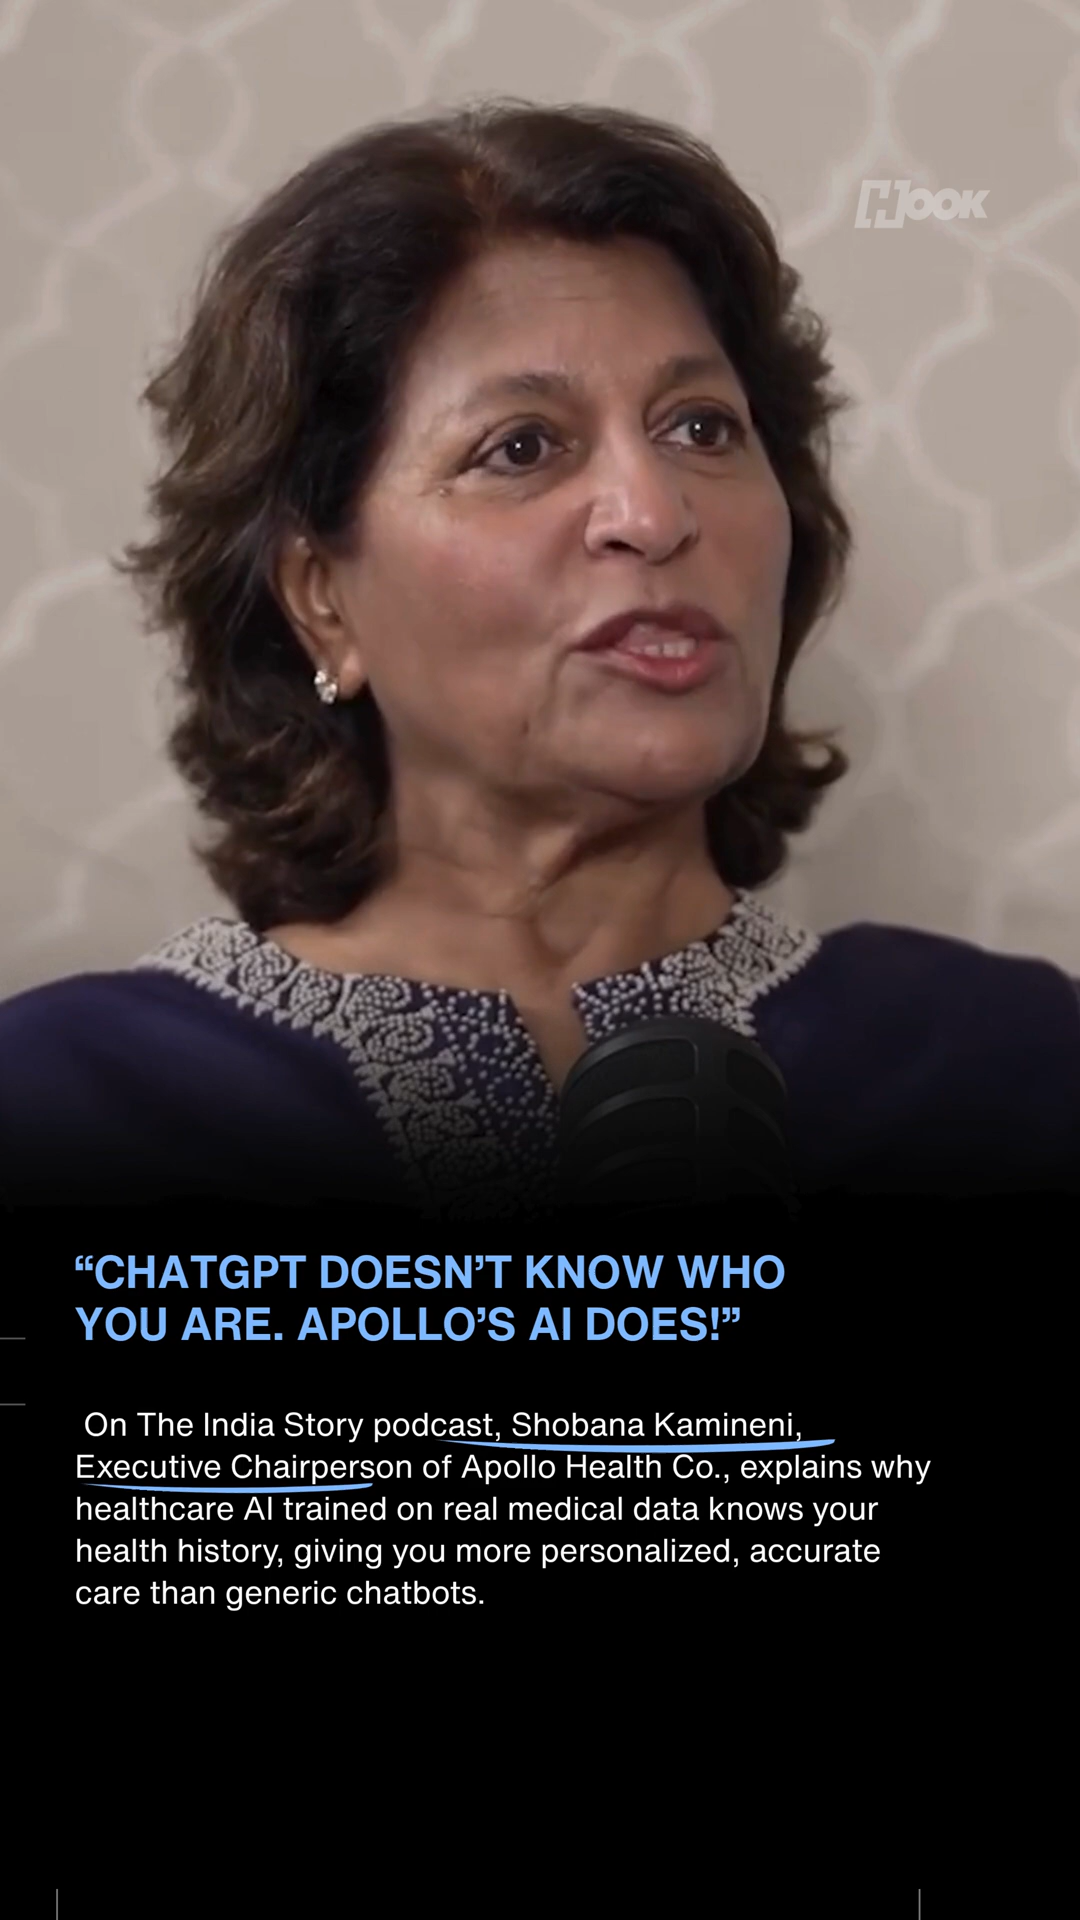 HOOK
“CHATGPT DOESN’T KNOW WHO
YOU ARE. APOLLO’S AI DOES!”
On The India Story podcast, Shobana Kamineni,
Executive Chairperson of Apollo Health Co., explains why
healthcare AI trained on real medical data knows your
health history, giving you more personalized, accurate
care than generic chatbots.